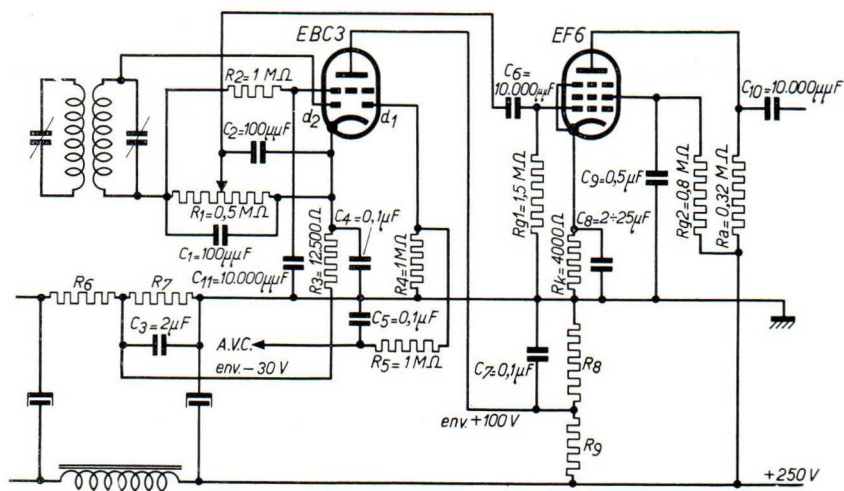 EBC3
EF6
R2=1 MΩ
d2
d1
C6=
10.000μμF
C10=10.000μμF
C2=100μμF
R1=0,5 MΩ
C1=100μμF
C4=0,1μF
R3=12.500Ω
R4=1MΩ
Rg1=1,5 MΩ
C9=0,5μF
Rg2=0,8 MΩ
Ra=0,32 MΩ
C8=2÷25μF
Rk=4000Ω
C11=10.000μμF
R6
R7
C3=2μF
C5=0,1μF
A.V.C.
env.-30 V
R5=1MΩ
C7=0,1μF
R8
env.+100V
R9
+250V